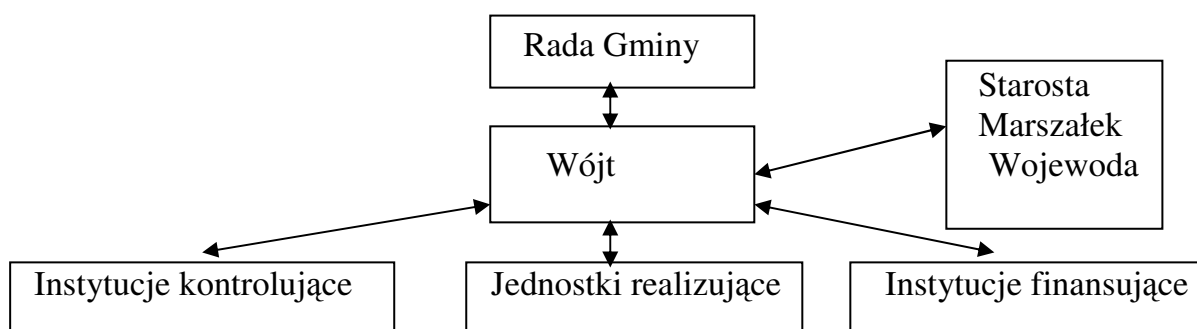 Rada Gminy
Starosta
Marszałek
Wojewoda
Wójt
Instytucje kontrolujące
Jednostki realizujące
Instytucje finansujące